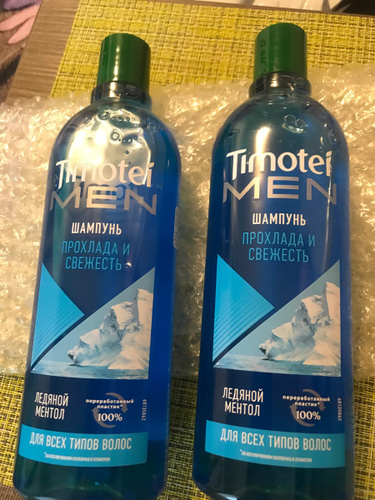 Timotei
MEN
ШАМПУНЬ
ПРОХЛАДА И
СВЕЖЕСТЬ
ЛЕДЯНОЙ
МЕНТОЛ
переработанный
пластик*
100%
ДЛЯ ВСЕХ ТИПОВ ВОЛОС
Timotei
MEN
ШАМПУНЬ
ПРОХЛАДА И
СВЕЖЕСТЬ
ЛЕДЯНОЙ
МЕНТОЛ
переработанный
пластик*
100%
ДЛЯ ВСЕХ ТИПОВ ВОЛОС